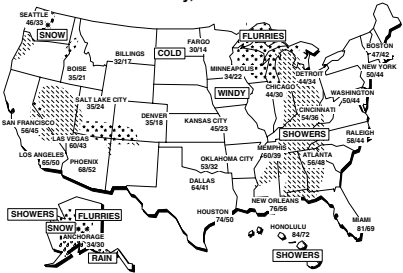 SEATTLE
46/33
SNOW
BILLINGS
32/17
COLD
FARGO
30/14
FLURRIES
BOSTON
47/42
BOISE
35/21
MINNEAPOLIS
34/22
DETROIT
44/30
NEW YORK
50/44
CHICAGO
44/30
WINDY
WASHINGTON
50/44
SALT LAKE CITY
35/24
DENVER
35/18
KANSAS CITY
45/23
CINCINNATI
54/36
SHOWERS
SAN FRANCISCO
56/45
LAS VEGAS
60/43
RALEIGH
58/44
LOS ANGELES
65/50
PHOENIX
68/52
OKLAHOMA CITY
53/32
MEMPHIS
60/39
ATLANTA
56/48
DALLAS
64/41
NEW ORLEANS
76/56
HOUSTON
74/50
MIAMI
81/69
SHOWERS
FLURRIES
SNOW
ANCHORAGE
34/30
RAIN
HONOLULU
84/72
SHOWERS